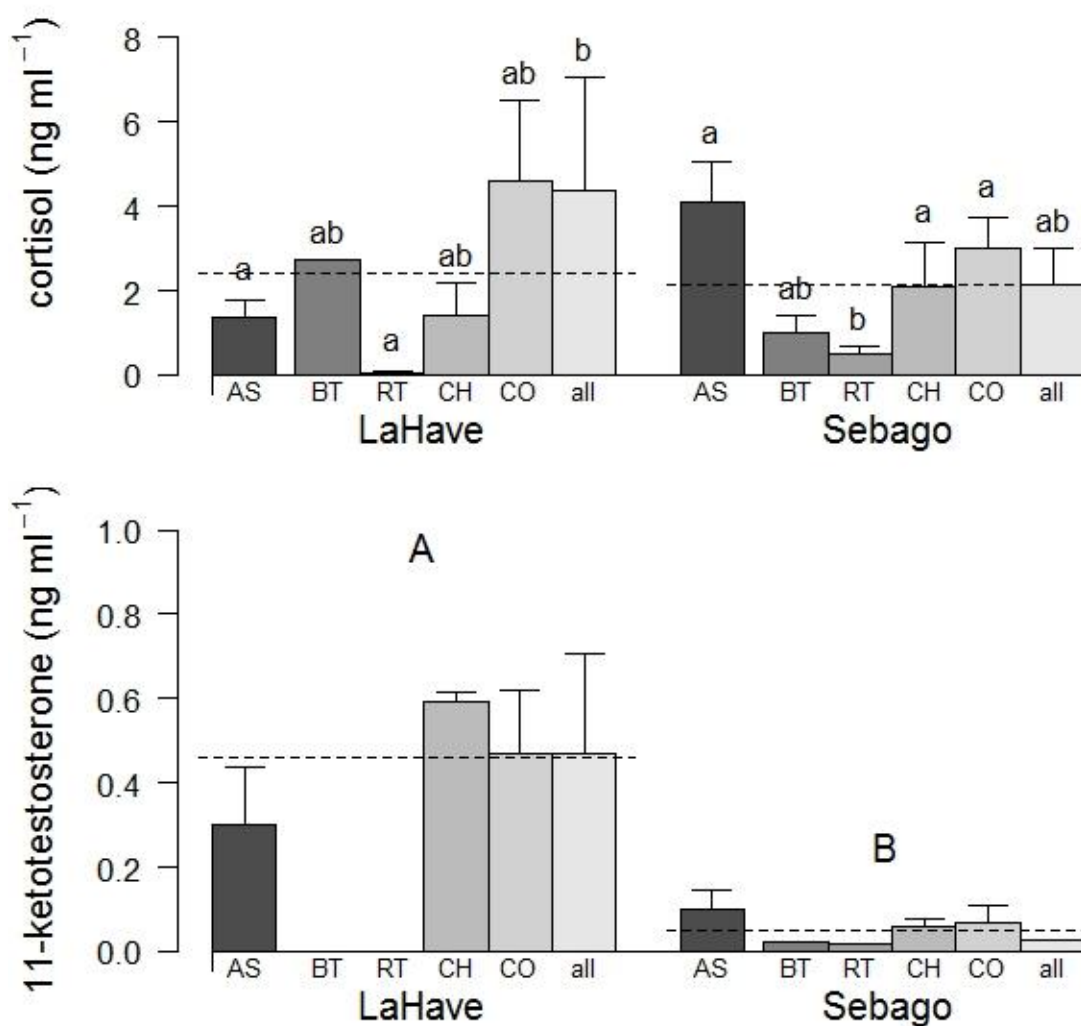 cortisol (ng ml⁻¹)
8
6
4
2
0
a
ab
a
ab
ab
b
a
ab
b
a
a
ab
AS BT RT CH CO all AS BT RT CH CO all
LaHave Sebago
11-ketotestosterone (ng ml⁻¹)
1.0
0.8
0.6
0.4
0.2
0.0
A
B
AS BT RT CH CO all AS BT RT CH CO all
LaHave Sebago